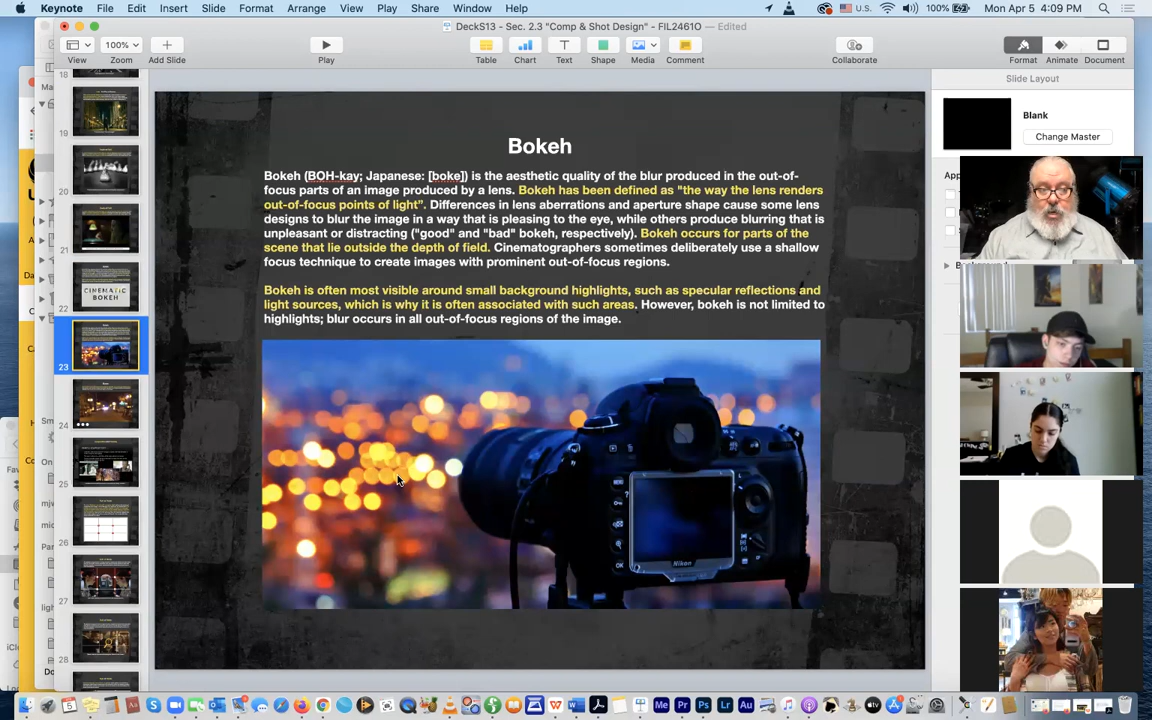 Keynote File Edit Insert Slide Format Arrange View Play Share Window Help
U.S. 100% Mon Apr 5 4:09 PM
DeckS13 - Sec. 2.3 "Comp & Shot Design" - FIL2461O — Edited
100%
View Zoom Add Slide Play Table Chart Text Shape Media Comment Collaborate Format Animate Document
Slide Layout
Blank
Change Master
18
19
20
21
22
CINEMATIC
BOKEH
23
24
25
26
27
28
Bokeh
Bokeh (BOH-kay; Japanese: [boke]) is the aesthetic quality of the blur produced in the out-of-
focus parts of an image produced by a lens. Bokeh has been defined as "the way the lens renders
out-of-focus points of light". Differences in lens aberrations and aperture shape cause some lens
designs to blur the image in a way that is pleasing to the eye, while others produce blurring that is
unpleasant or distracting ("good" and "bad" bokeh, respectively). Bokeh occurs for parts of the
scene that lie outside the depth of field. Cinematographers sometimes deliberately use a shallow
focus technique to create images with prominent out-of-focus regions.
Bokeh is often most visible around small background highlights, such as specular reflections and
light sources, which is why it is often associated with such areas. However, bokeh is not limited to
highlights; blur occurs in all out-of-focus regions of the image.
MENU
OK
Nikon